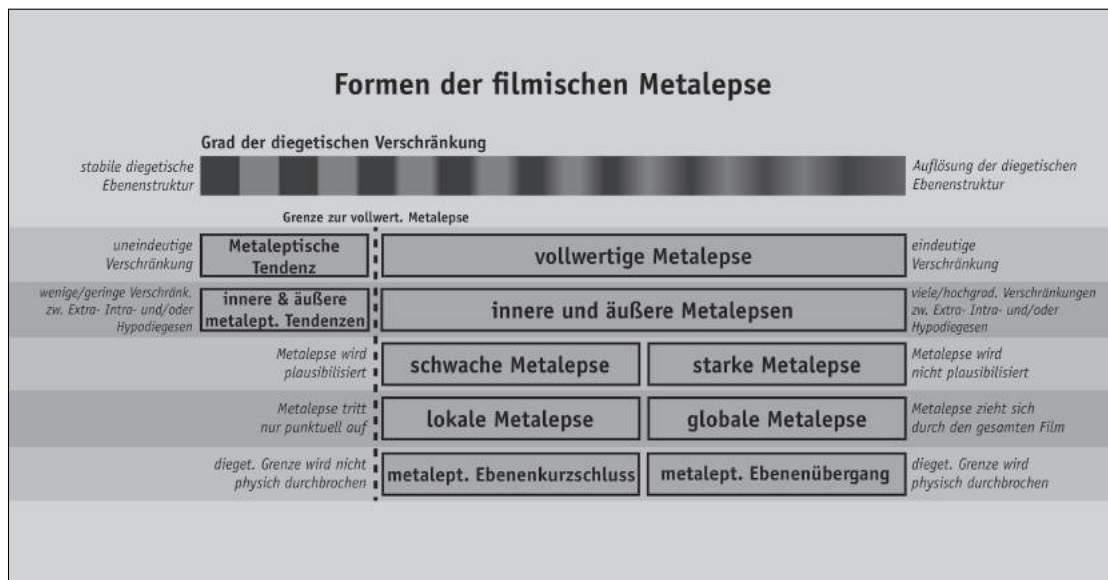 Formen der filmischen Metalepse
Grad der diegetischen Verschränkung
stabile diegetische
Ebenenstruktur
Auflösung der diegetischen
Ebenenstruktur
Grenze zur vollwert. Metalepse
uneindeutige
Verschränkung
Metaleptische
Tendenz
vollwertige Metalepse
eindeutige
Verschränkung
wenige/geringe Verschränk.
zw. Extra- Intra- und/oder
Hypodiegesen
innere & äußere
metalept. Tendenzen
innere und äußere Metalepsen
viele/hochgrad. Verschränkungen
zw. Extra- Intra- und/oder
Hypodiegesen
Metalepse wird
plausibilisiert
schwache Metalepse
starke Metalepse
Metalepse wird
nicht plausibilisiert
Metalepse tritt
nur punktuell auf
lokale Metalepse
globale Metalepse
Metalepse zieht sich
durch den gesamten Film
dieget. Grenze wird nicht
physich durchbrochen
metalept. Ebenenkurzschluss
metalept. Ebenenübergang
dieget. Grenze wird
physisch durchbrochen